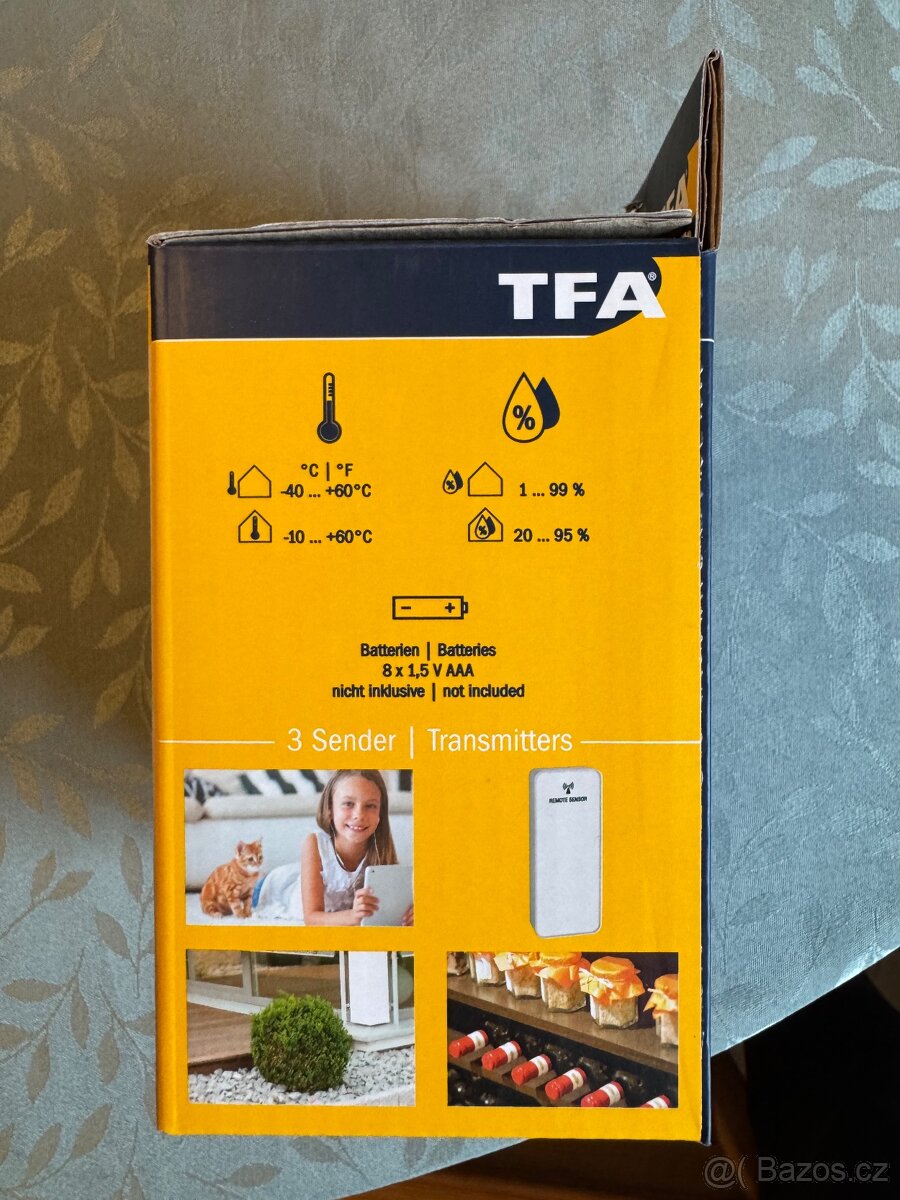 TFA®
%
°C | °F
-40 ... +60°C
% 1 ... 99 %
-10 ... +60°C
% 20 ... 95 %
- +
Batterien | Batteries
8 x 1,5 V AAA
nicht inklusive | not included
3 Sender | Transmitters
REMOTE SENSOR
@( Bazos.cz